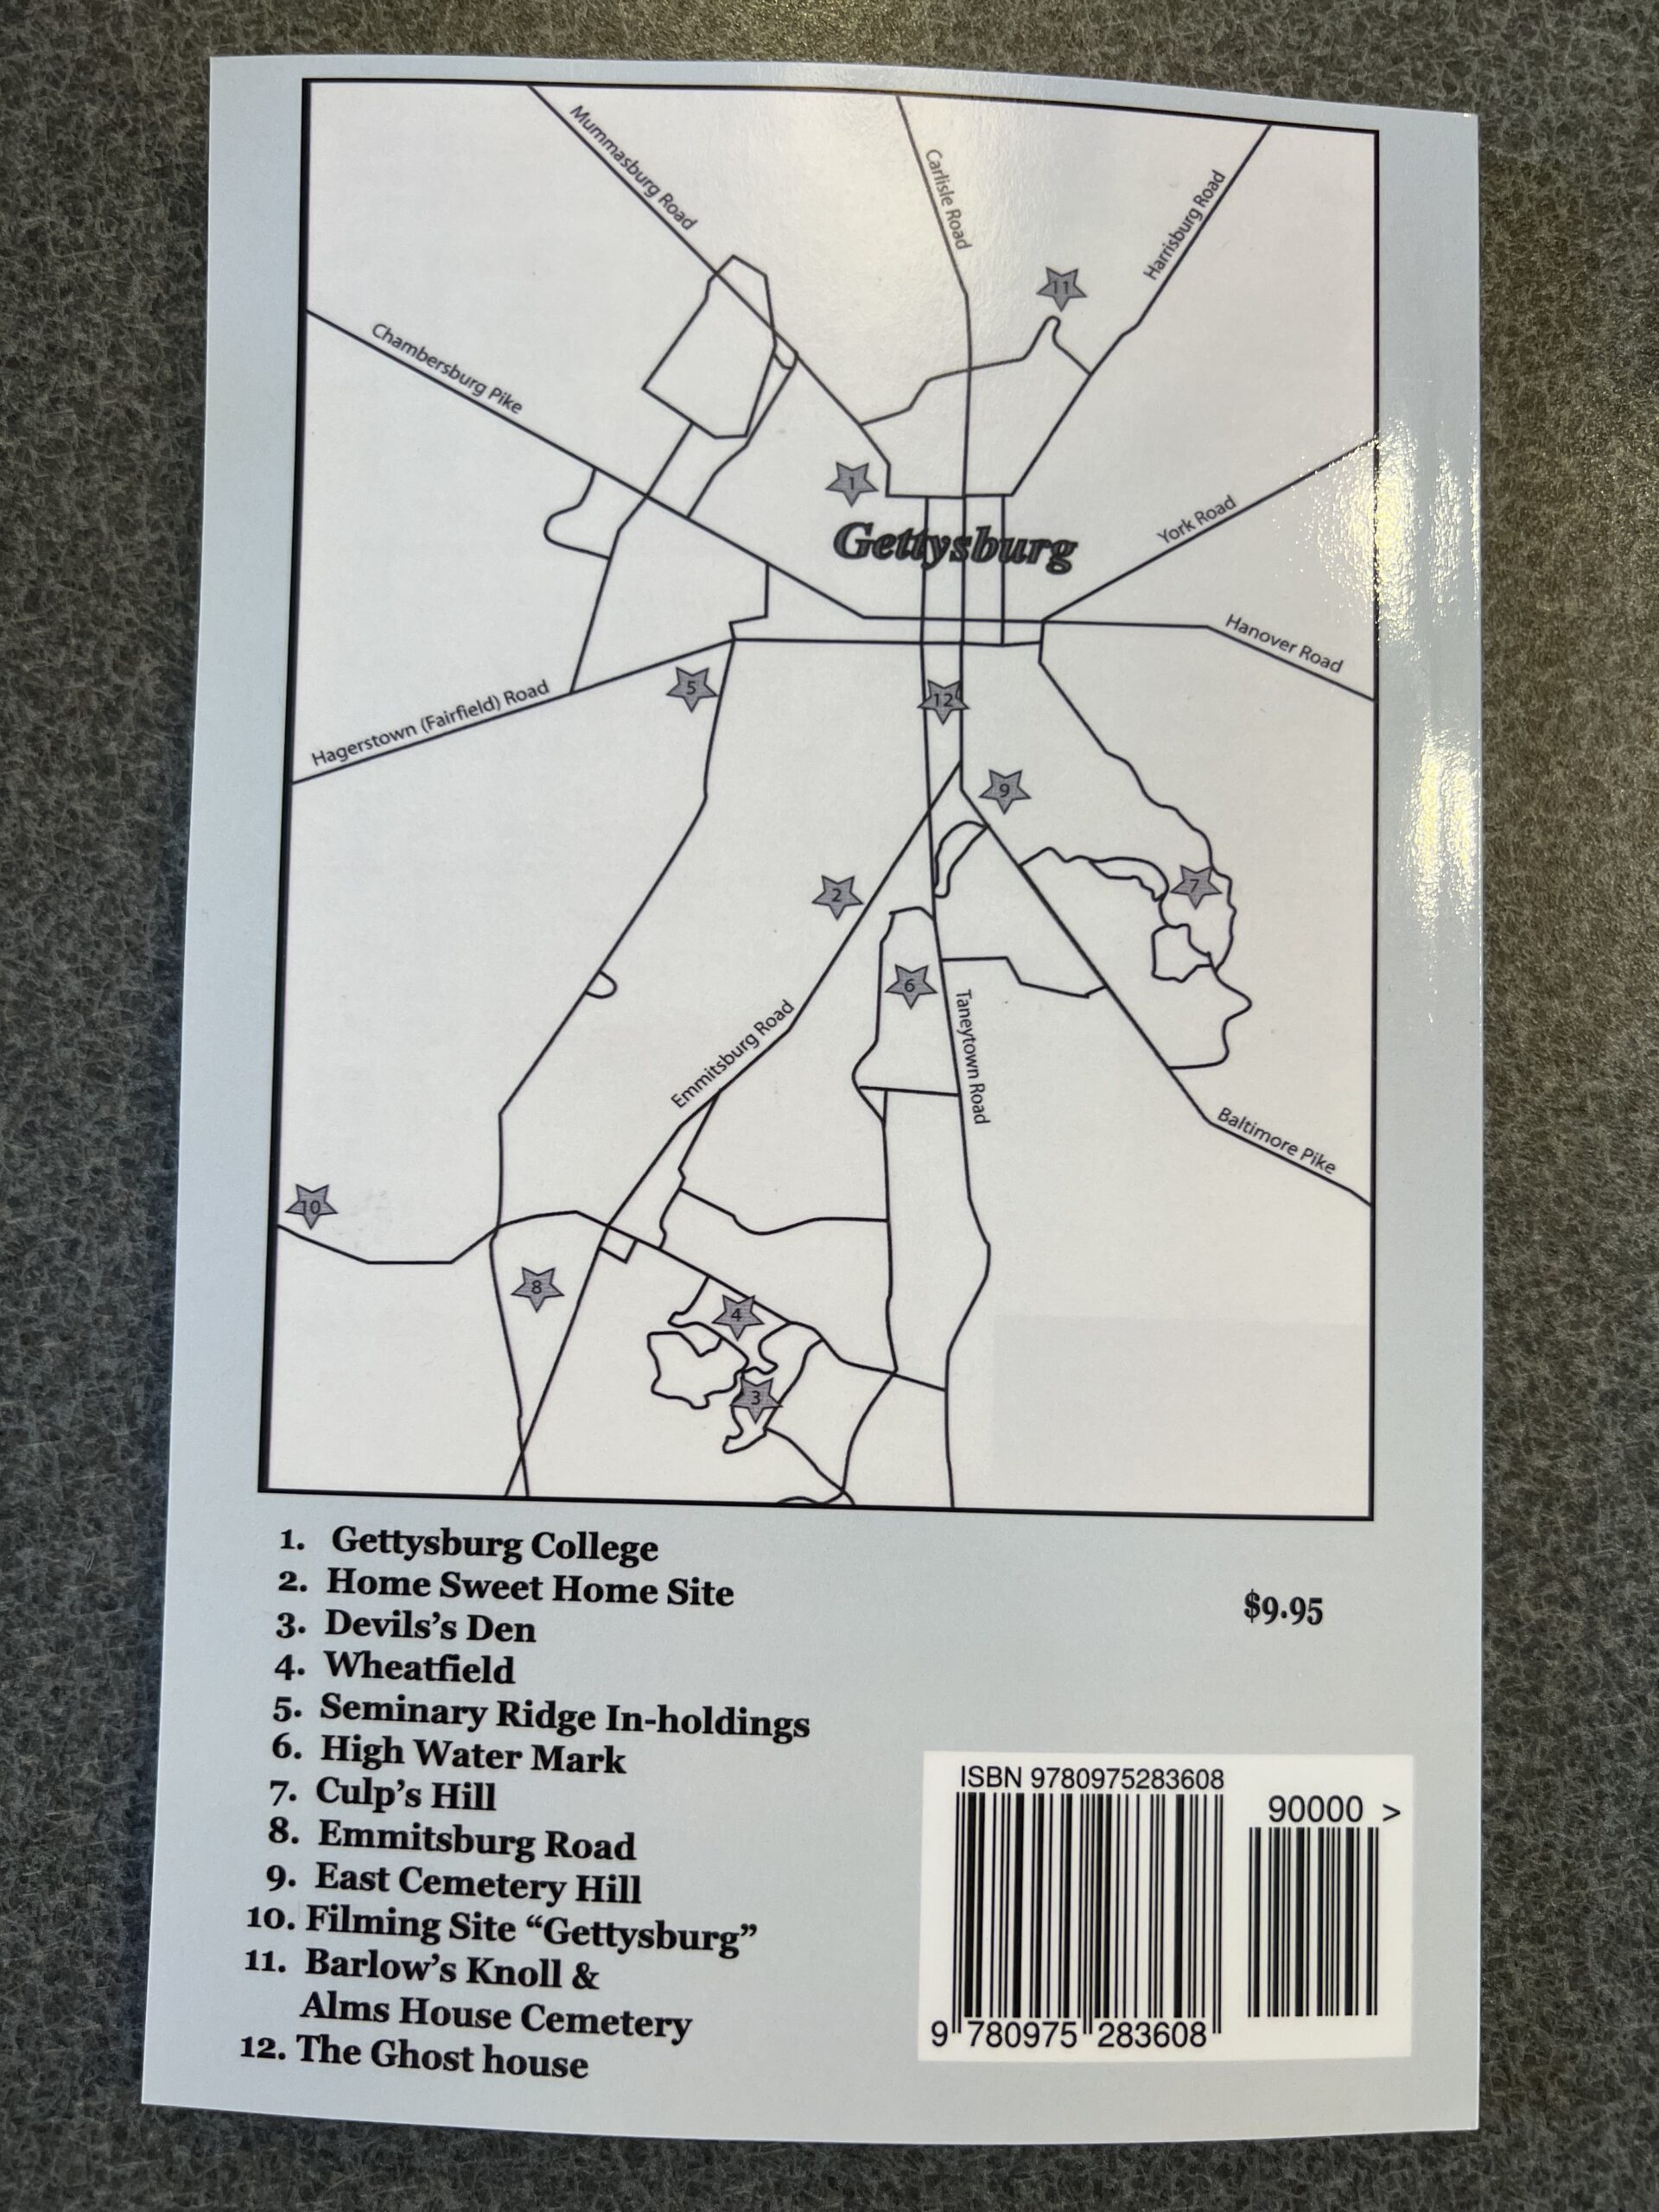 Mummasburg Road
Carlisle Road
Harrisburg Road
11
Chambersburg Pike
1
Gettysburg
York Road
Hanover Road
5
12
Hagerstown (Fairfield) Road
9
2
7
6
Emmitsburg Road
Taneytown Road
Baltimore Pike
10
8
4
3
1. Gettysburg College
2. Home Sweet Home Site
3. Devils's Den
4. Wheatfield
5. Seminary Ridge In-holdings
6. High Water Mark
7. Culp's Hill
8. Emmitsburg Road
9. East Cemetery Hill
10. Filming Site “Gettysburg”
11. Barlow's Knoll &
Alms House Cemetery
12. The Ghost house
$9.95
ISBN 9780975283608
90000 >
9 780975 283608